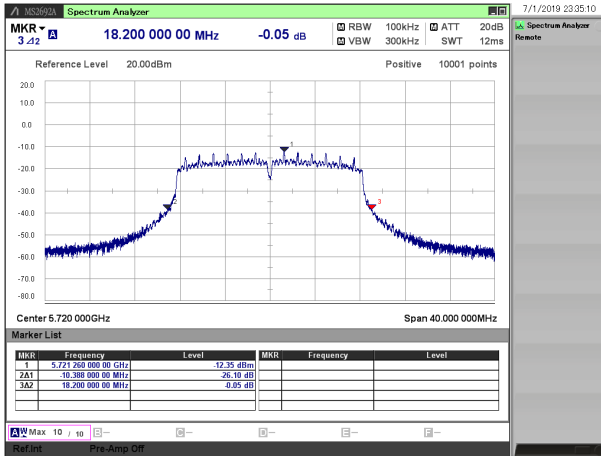 MS2692A Spectrum Analyzer
7/1/2019 23:35:10
MKR 3Δ2 A 18.200 000 00 MHz -0.05 dB
RBW 100kHz ATT 20dB
VBW 300kHz SWT 12ms
Spectrum Analyzer
Remote
Reference Level 20.00dBm Positive 10001 points
20.0
10.0
0.0
-10.0
-20.0
-30.0
-40.0
-50.0
-60.0
-70.0
-80.0
1
2
3
Center 5.720 000GHz Span 40.000 000MHz
Marker List
MKR Frequency Level MKR Frequency Level
1 5.721 260 000 00 GHz -12.35 dBm
2Δ1 -10.388 000 00 MHz -26.10 dB
3Δ2 18.200 000 00 MHz -0.05 dB
A W Max 10 / 10 B-- C-- D-- E-- F--
Ref.Int Pre-Amp Off